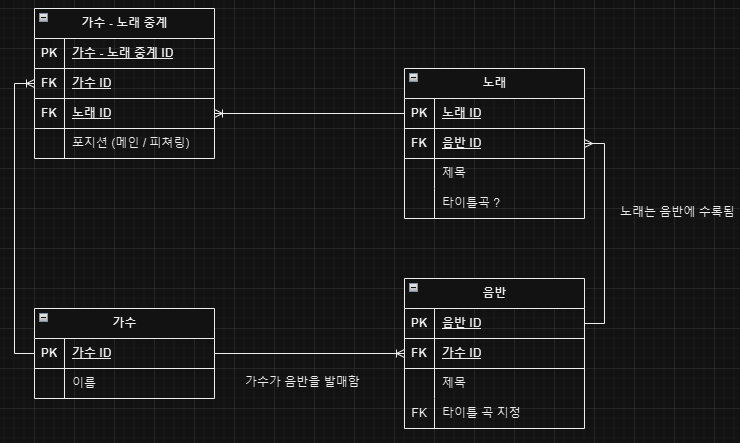 가수 - 노래 중계
PK 가수 - 노래 중계 ID
FK 가수 ID
FK 노래 ID
포지션 (메인 / 피쳐링)
노래
PK 노래 ID
FK 음반 ID
제목
타이틀곡 ?
노래는 음반에 수록됨
음반
PK 음반 ID
FK 가수 ID
제목
FK 타이틀 곡 지정
가수
PK 가수 ID
이름
가수가 음반을 발매함